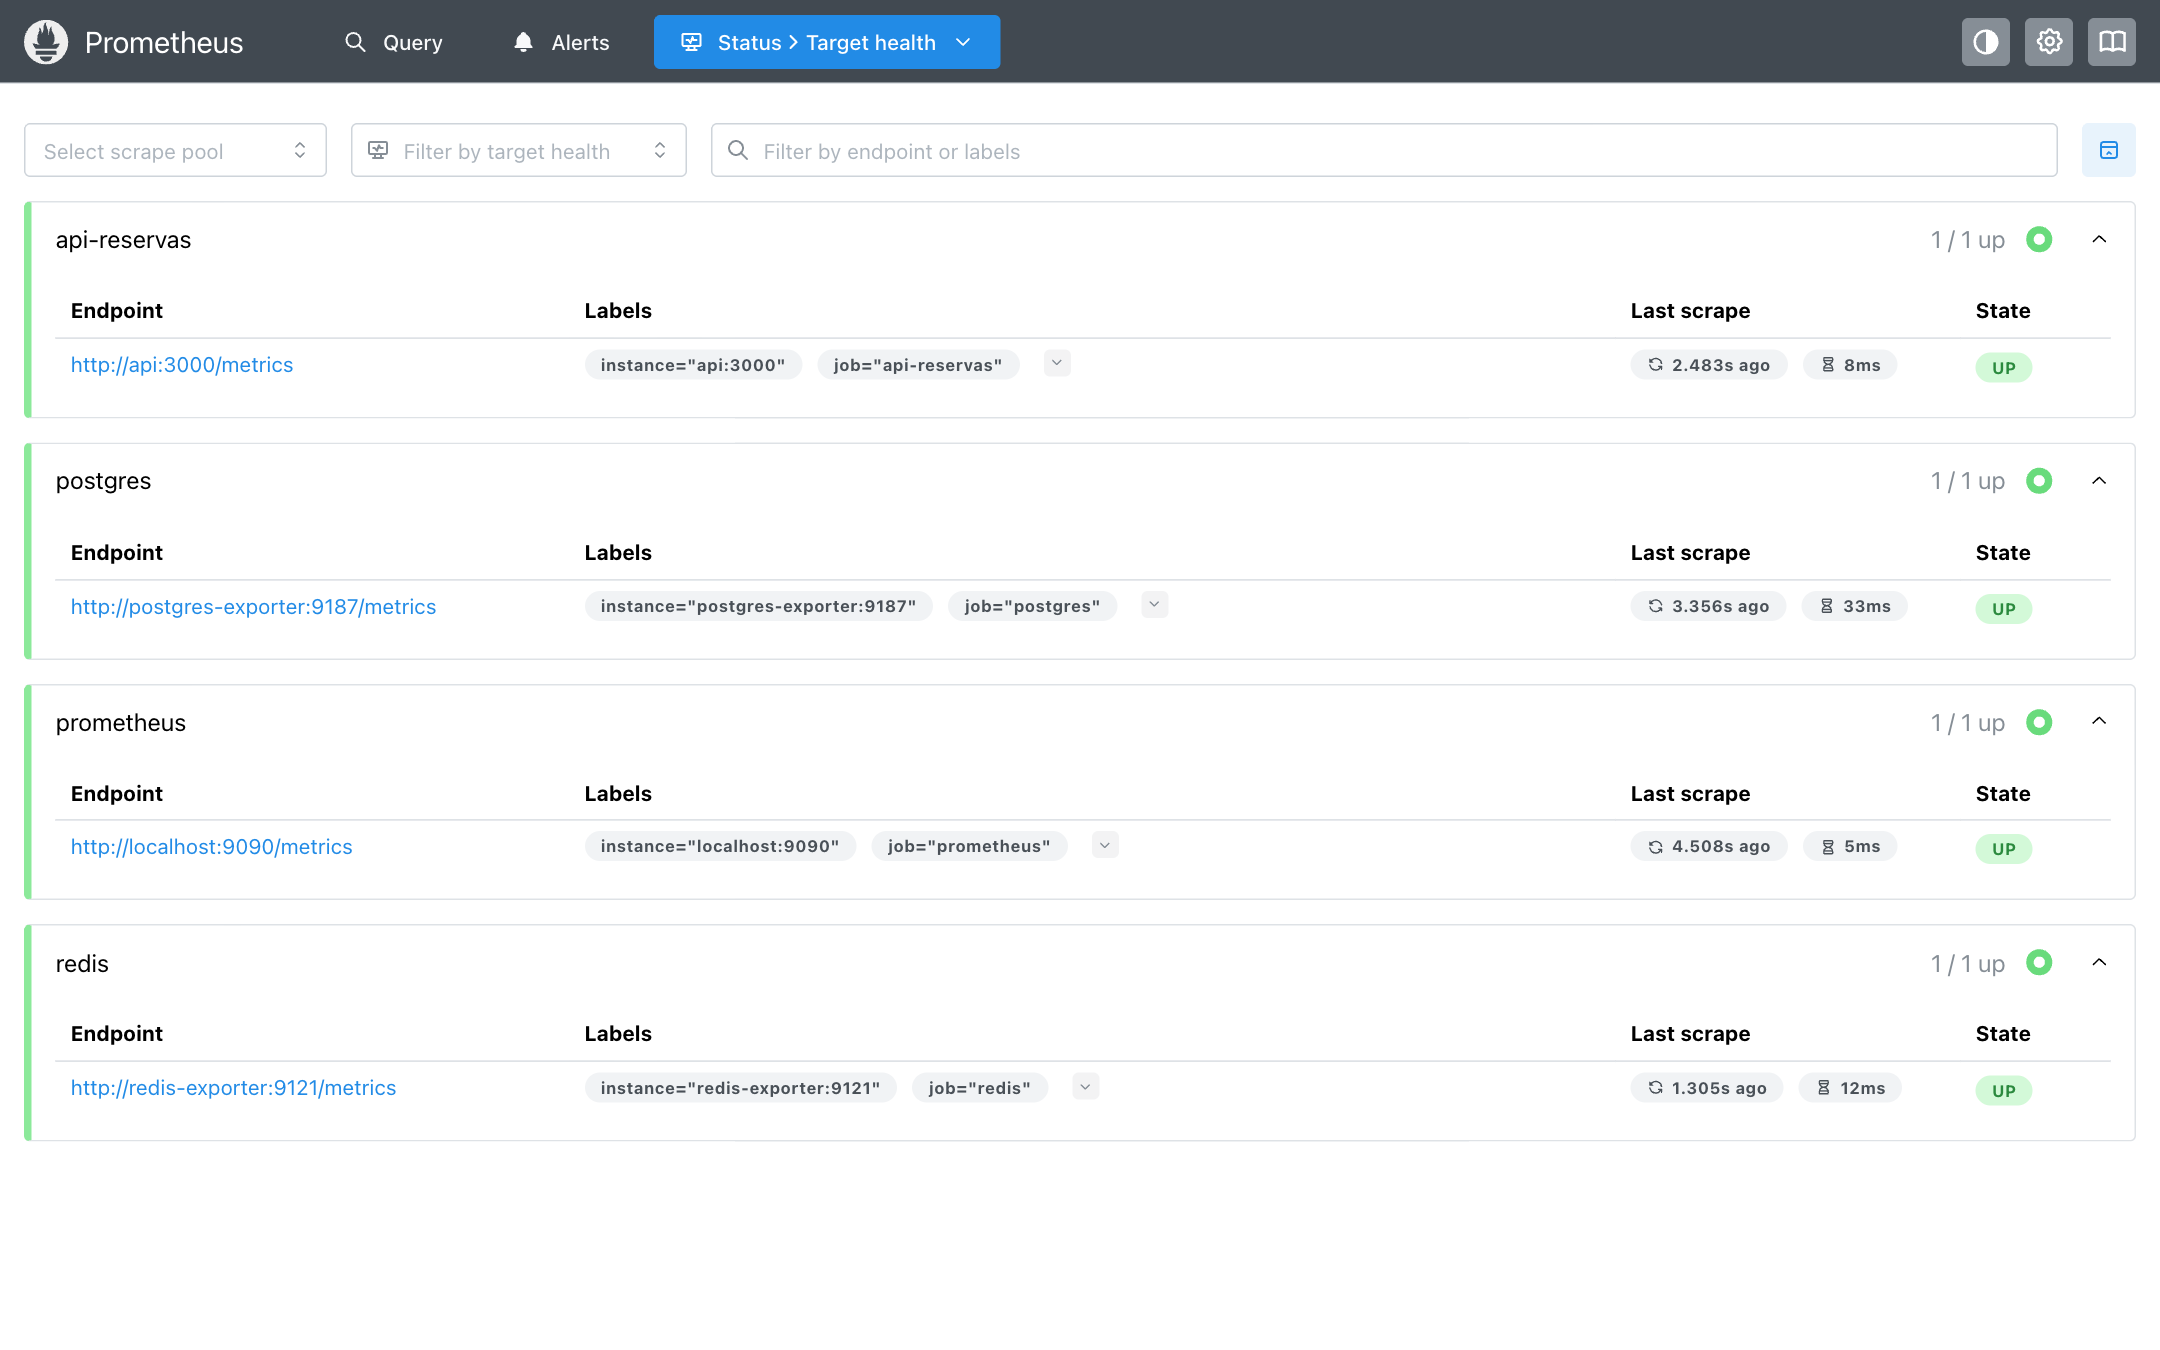 Prometheus Query Alerts Status > Target health
Select scrape pool Filter by target health Filter by endpoint or labels
api-reservas 1 / 1 up
Endpoint Labels Last scrape State
http://api:3000/metrics instance="api:3000" job="api-reservas" 2.483s ago 8ms UP
postgres 1 / 1 up
Endpoint Labels Last scrape State
http://postgres-exporter:9187/metrics instance="postgres-exporter:9187" job="postgres" 3.356s ago 33ms UP
prometheus 1 / 1 up
Endpoint Labels Last scrape State
http://localhost:9090/metrics instance="localhost:9090" job="prometheus" 4.508s ago 5ms UP
redis 1 / 1 up
Endpoint Labels Last scrape State
http://redis-exporter:9121/metrics instance="redis-exporter:9121" job="redis" 1.305s ago 12ms UP